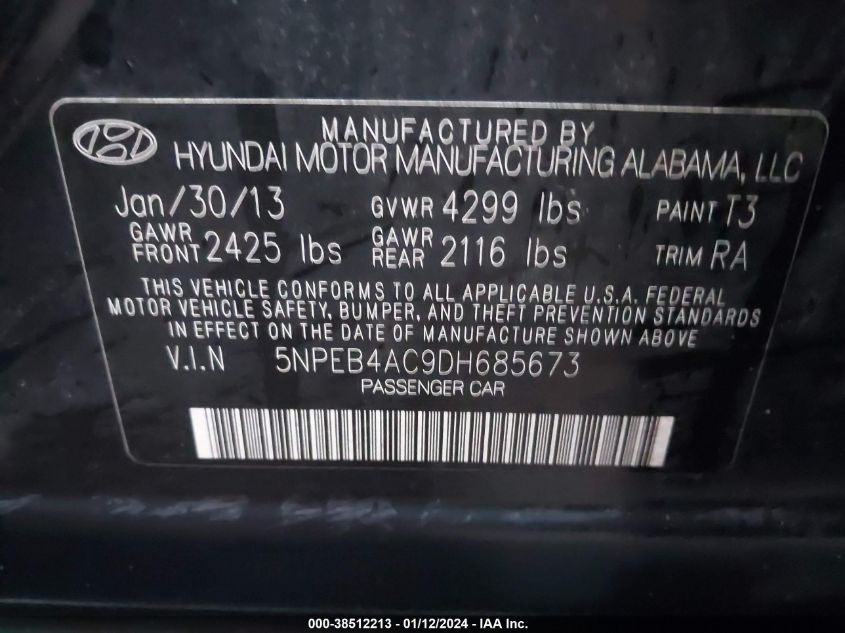 MANUFACTURED BY
HYUNDAI MOTOR MANUFACTURING ALABAMA, LLC
Jan/30/13 GVWR 4299 lbs PAINT T3
GAWR FRONT 2425 lbs GAWR REAR 2116 lbs TRIM RA
THIS VEHICLE CONFORMS TO ALL APPLICABLE U.S.A. FEDERAL
MOTOR VEHICLE SAFETY, BUMPER, AND THEFT PREVENTION STANDARDS
IN EFFECT ON THE DATE OF MANUFACTURE SHOWN ABOVE
V.I.N 5NPEB4AC9DH685673
PASSENGER CAR
000-38512213 - 01/12/2024 - IAA Inc.